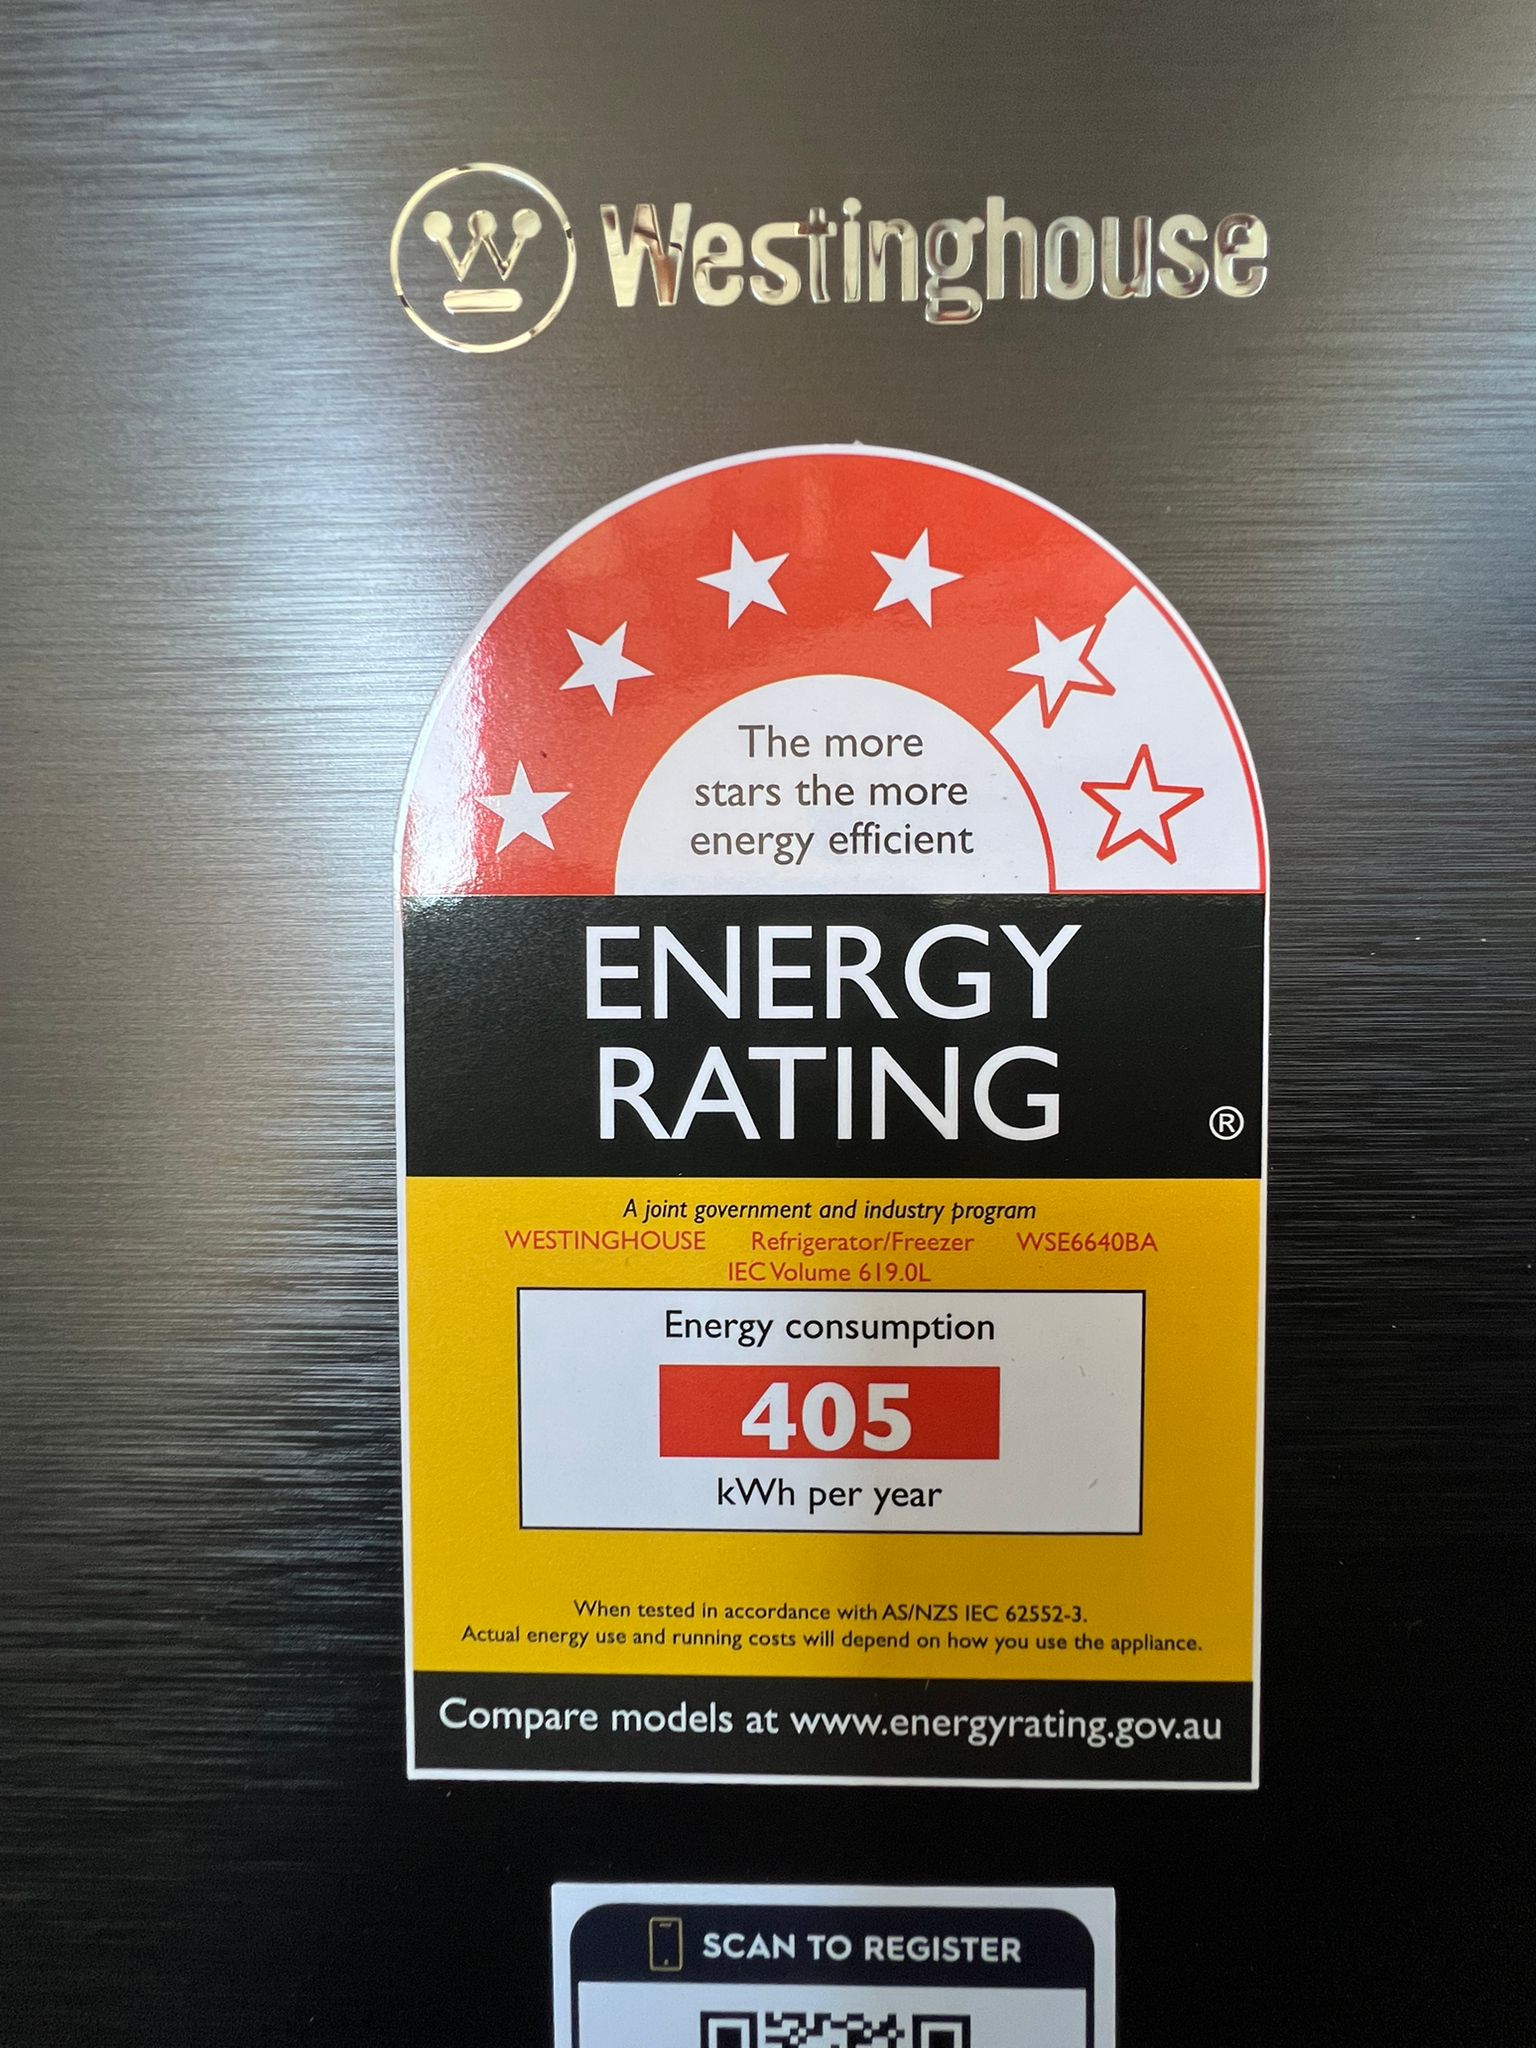 Westinghouse
The more
stars the more
energy efficient
ENERGY
RATING
®
A joint government and industry program
WESTINGHOUSE Refrigerator/Freezer WSE6640BA
IEC Volume 619.0L
Energy consumption
405
kWh per year
When tested in accordance with AS/NZS IEC 62552-3.
Actual energy use and running costs will depend on how you use the appliance.
Compare models at www.energyrating.gov.au
SCAN TO REGISTER